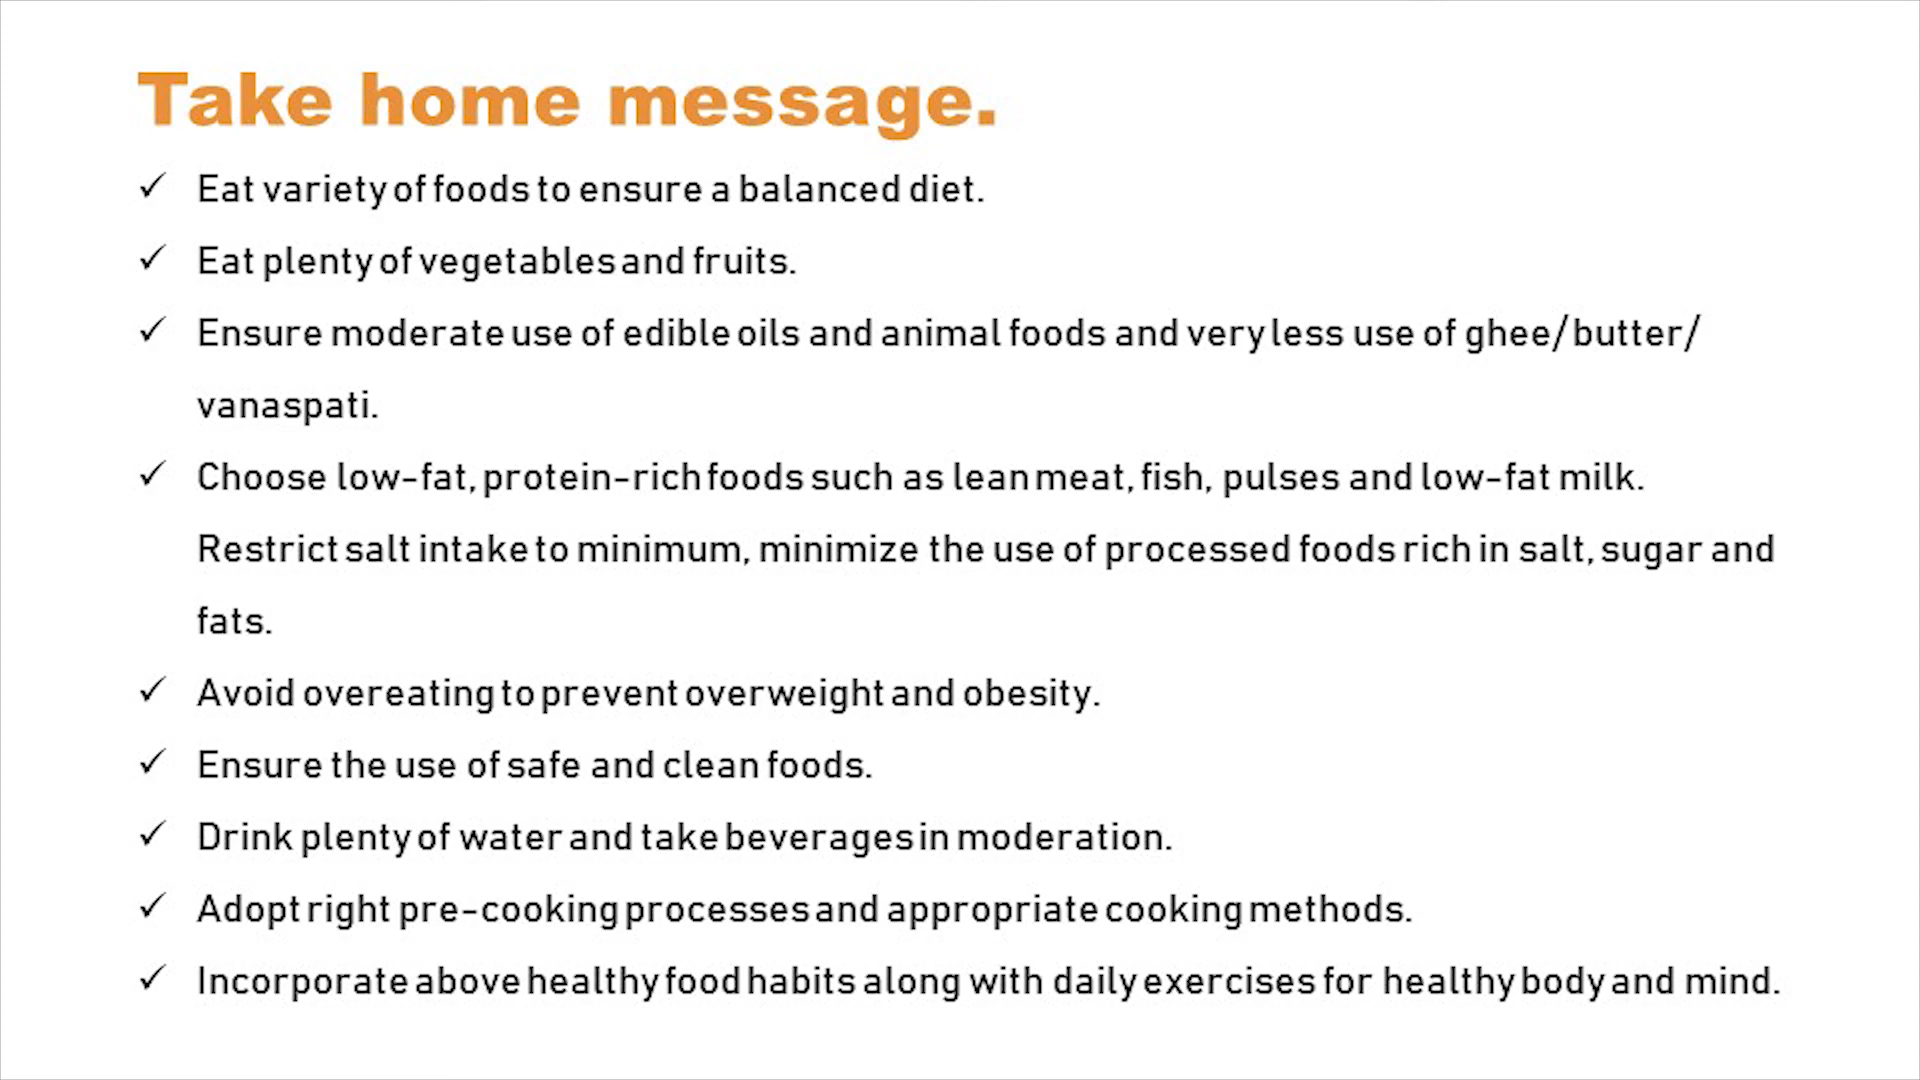 Take home message.
✓ Eat variety of foods to ensure a balanced diet.
✓ Eat plenty of vegetables and fruits.
✓ Ensure moderate use of edible oils and animal foods and very less use of ghee/butter/
vanaspati.
✓ Choose low-fat, protein-rich foods such as lean meat, fish, pulses and low-fat milk.
Restrict salt intake to minimum, minimize the use of processed foods rich in salt, sugar and
fats.
✓ Avoid overeating to prevent overweight and obesity.
✓ Ensure the use of safe and clean foods.
✓ Drink plenty of water and take beverages in moderation.
✓ Adopt right pre-cooking processes and appropriate cooking methods.
✓ Incorporate above healthy food habits along with daily exercises for healthy body and mind.